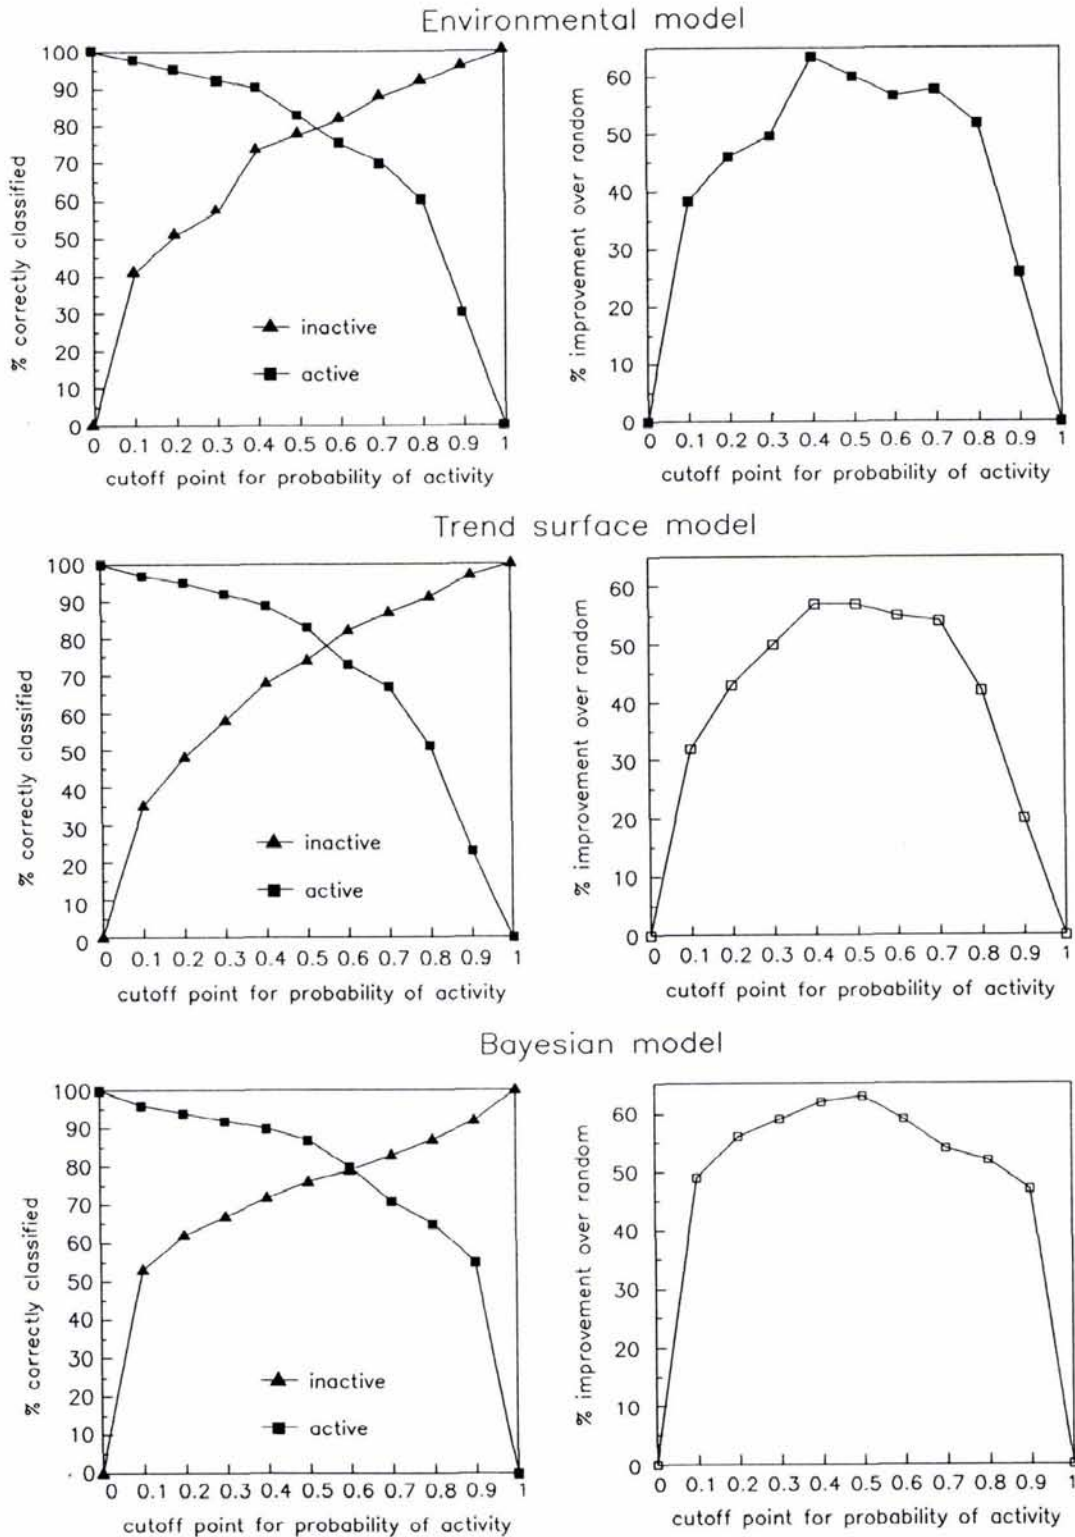 Environmental model
% correctly classified
100
90
80
70
60
50
40
30
20
10
0
inactive
active
0 0.1 0.2 0.3 0.4 0.5 0.6 0.7 0.8 0.9 1
cutoff point for probability of activity
% improvement over random
60
50
40
30
20
10
0
0 0.1 0.2 0.3 0.4 0.5 0.6 0.7 0.8 0.9 1
cutoff point for probability of activity
Trend surface model
% correctly classified
100
90
80
70
60
50
40
30
20
10
0
inactive
active
0 0.1 0.2 0.3 0.4 0.5 0.6 0.7 0.8 0.9 1
cutoff point for probability of activity
% improvement over random
60
50
40
30
20
10
0
0 0.1 0.2 0.3 0.4 0.5 0.6 0.7 0.8 0.9 1
cutoff point for probability of activity
Bayesian model
% correctly classified
100
90
80
70
60
50
40
30
20
10
0
inactive
active
0 0.1 0.2 0.3 0.4 0.5 0.6 0.7 0.8 0.9 1
cutoff point for probability of activity
% improvement over random
60
50
40
30
20
10
0
0 0.1 0.2 0.3 0.4 0.5 0.6 0.7 0.8 0.9 1
cutoff point for probability of activity